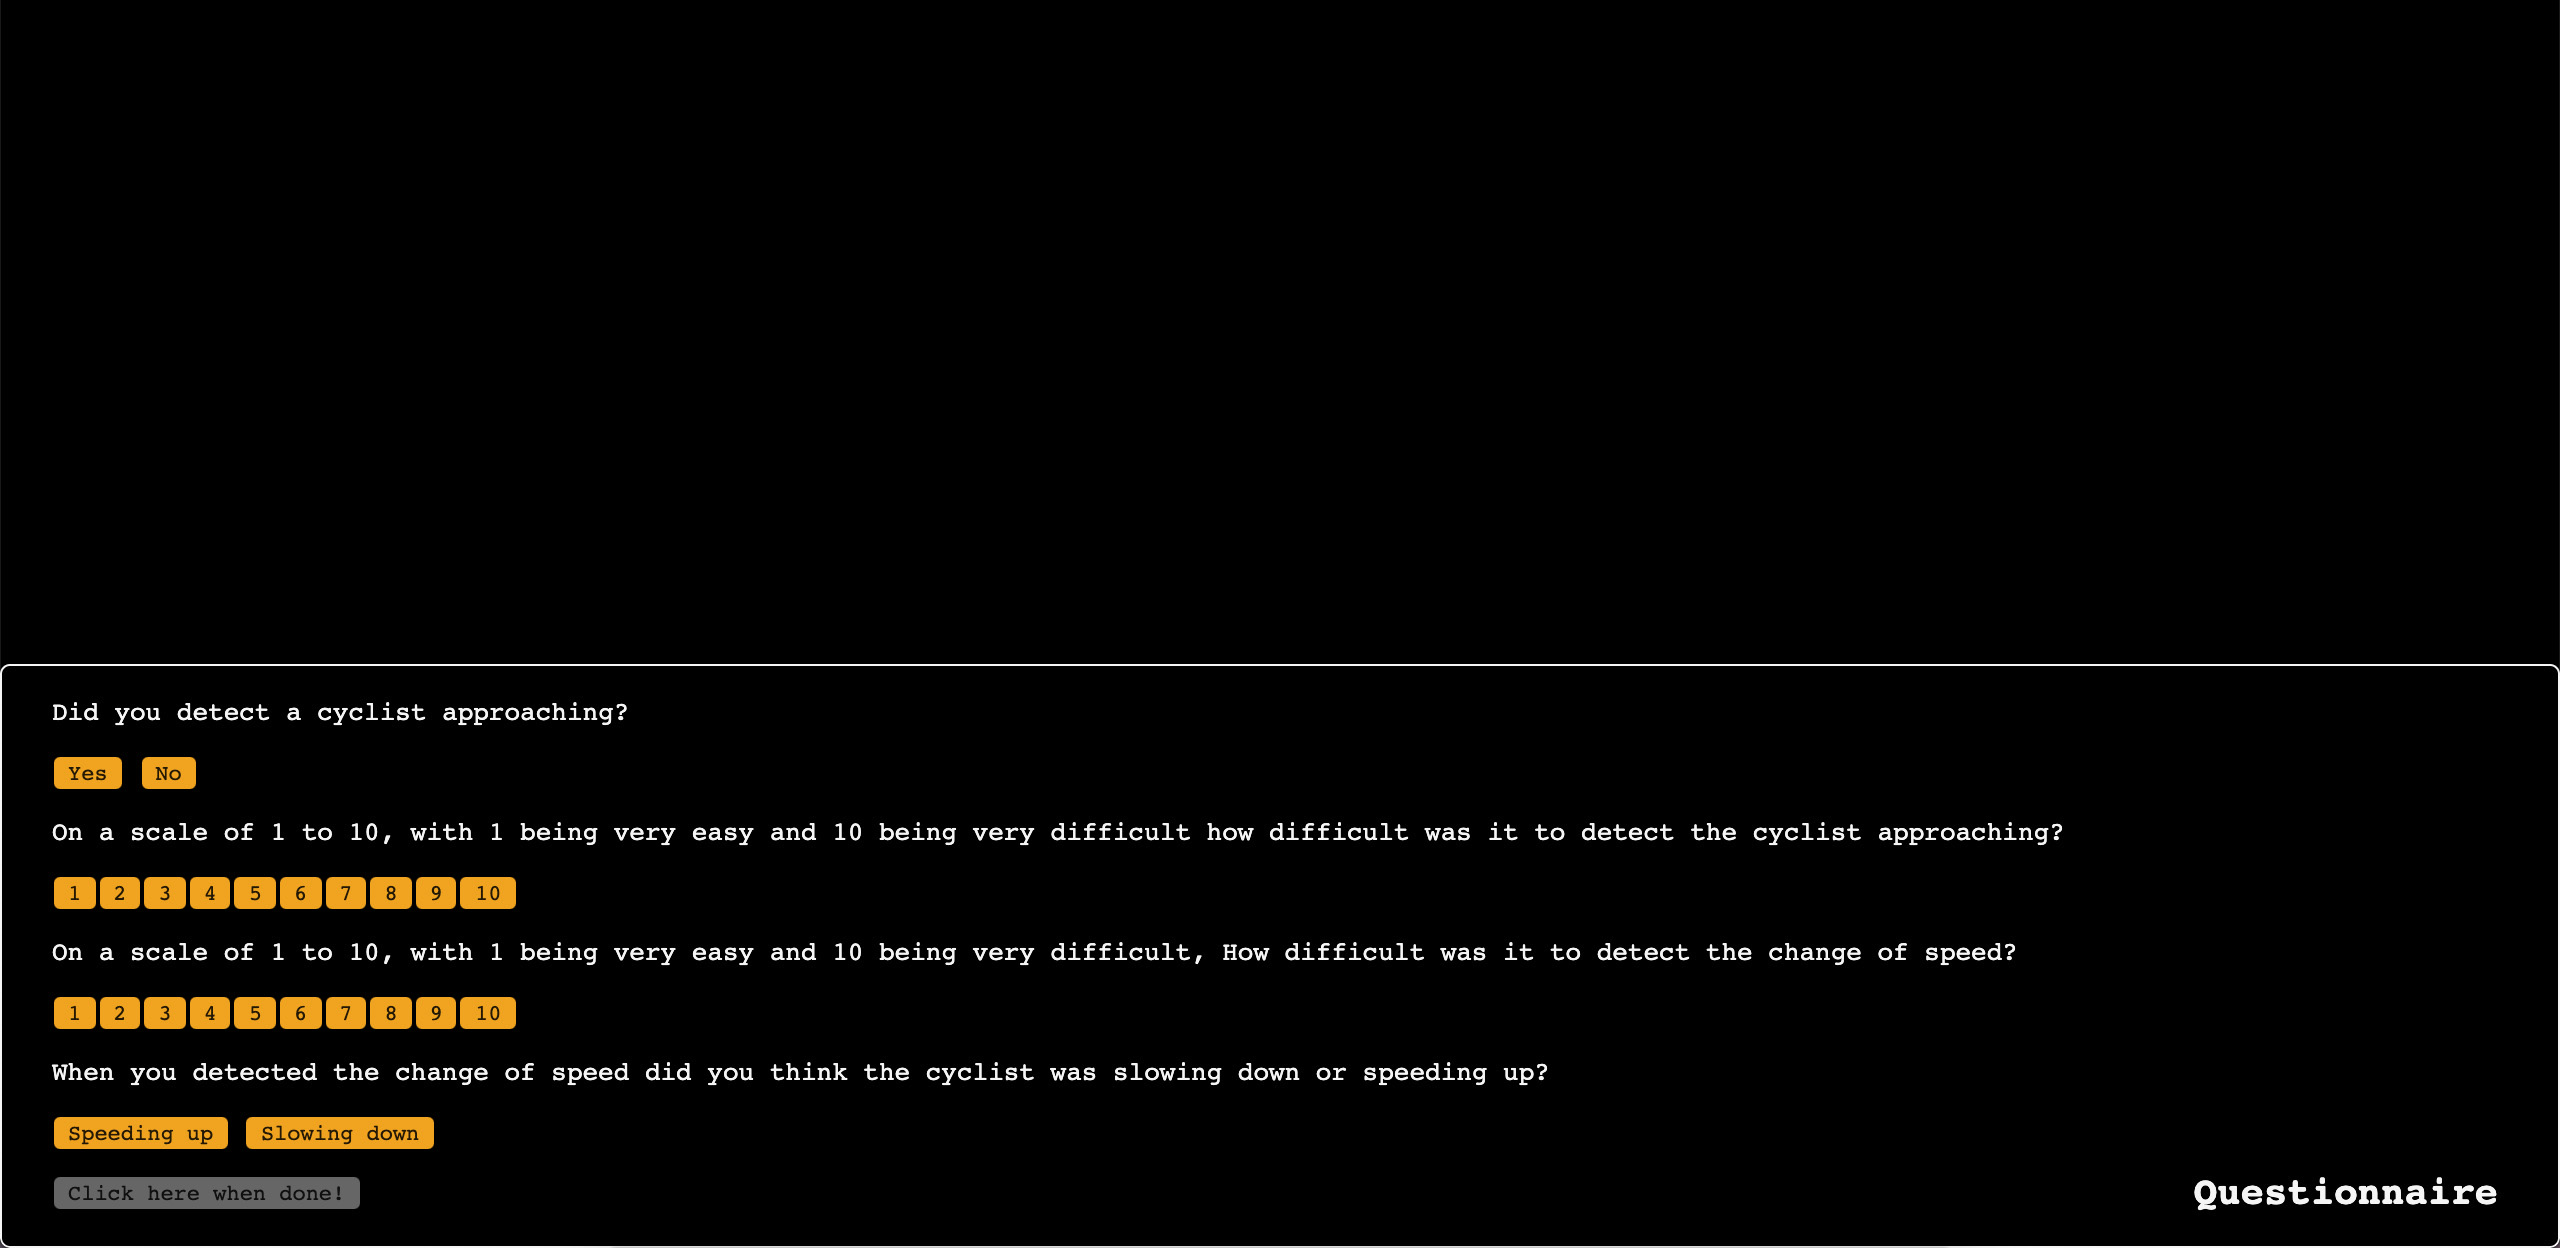 Did you detect a cyclist approaching?
Yes No
On a scale of 1 to 10, with 1 being very easy and 10 being very difficult how difficult was it to detect the cyclist approaching?
1 2 3 4 5 6 7 8 9 10
On a scale of 1 to 10, with 1 being very easy and 10 being very difficult, How difficult was it to detect the change of speed?
1 2 3 4 5 6 7 8 9 10
When you detected the change of speed did you think the cyclist was slowing down or speeding up?
Speeding up Slowing down
Click here when done!
Questionnaire